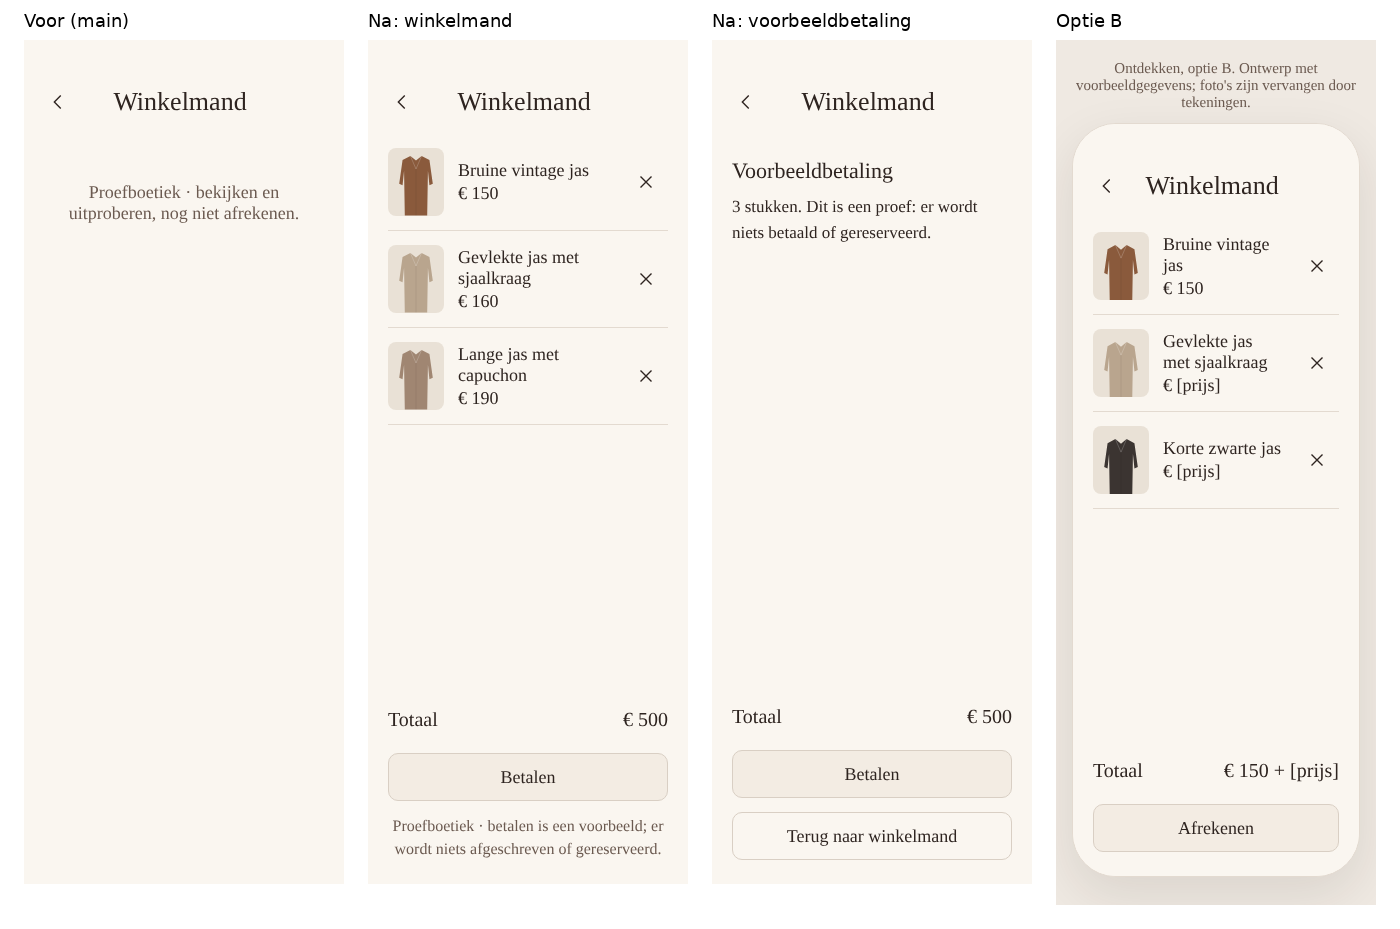 Voor (main)
Winkelmand
Proefboetiek · bekijken en
uitproberen, nog niet afrekenen.
Na: winkelmand
Winkelmand
Bruine vintage jas
€ 150
Gevlekte jas met
sjaalkraag
€ 160
Lange jas met
capuchon
€ 190
Totaal € 500
Betalen
Proefboetiek · betalen is een voorbeeld; er
wordt niets afgeschreven of gereserveerd.
Na: voorbeeldbetaling
Winkelmand
Voorbeeldbetaling
3 stukken. Dit is een proef: er wordt
niets betaald of gereserveerd.
Totaal € 500
Betalen
Terug naar winkelmand
Optie B
Ontdekken, optie B. Ontwerp met
voorbeeldgegevens; foto's zijn vervangen door
tekeningen.
Winkelmand
Bruine vintage
jas
€ 150
Gevlekte jas
met sjaalkraag
€ [prijs]
Korte zwarte jas
€ [prijs]
Totaal € 150 + [prijs]
Afrekenen